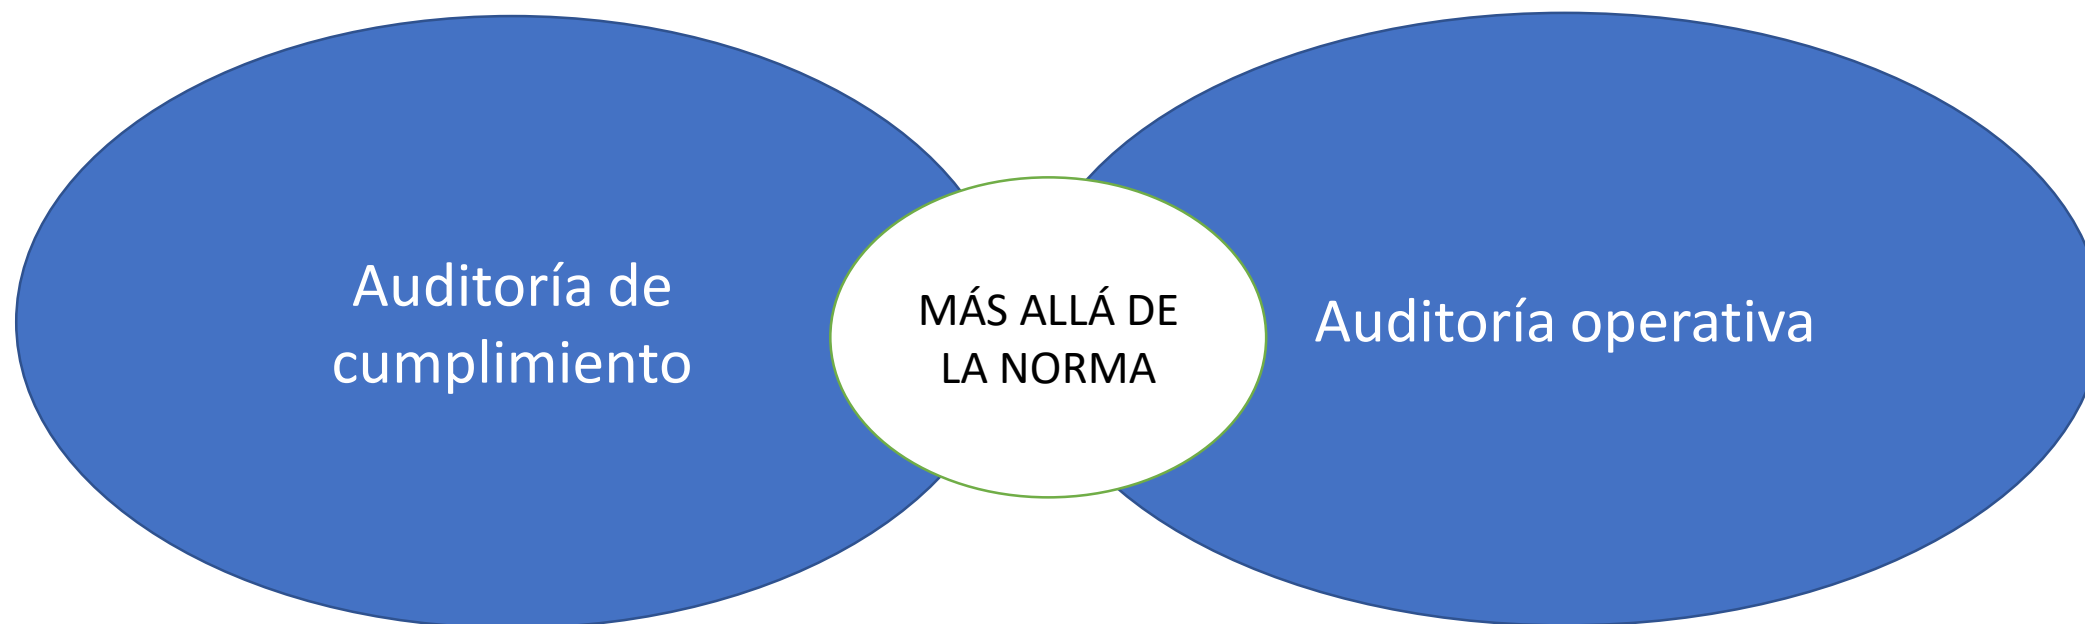 Auditoría de
cumplimiento
MÁS ALLÁ DE
LA NORMA
Auditoría operativa